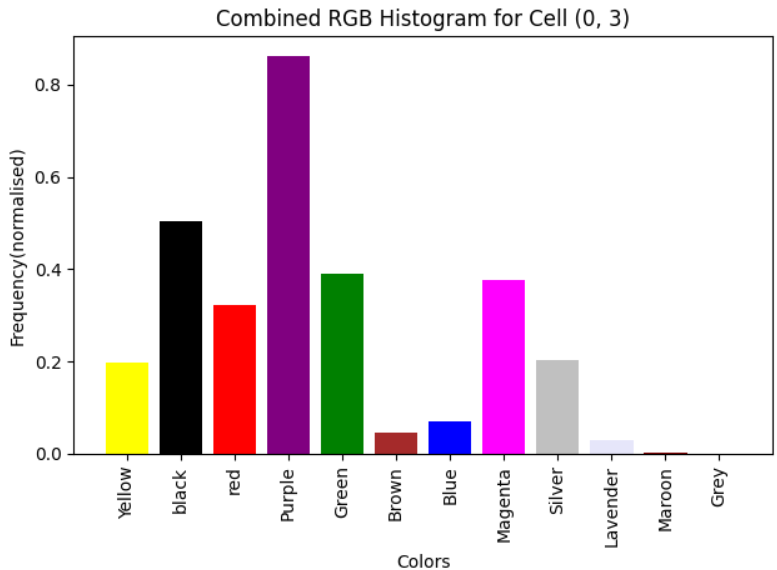 Combined RGB Histogram for Cell (0, 3)
Frequency(normalised)
0.8
0.6
0.4
0.2
0.0
Yellow
black
red
Purple
Green
Brown
Blue
Magenta
Silver
Lavender
Maroon
Grey
Colors